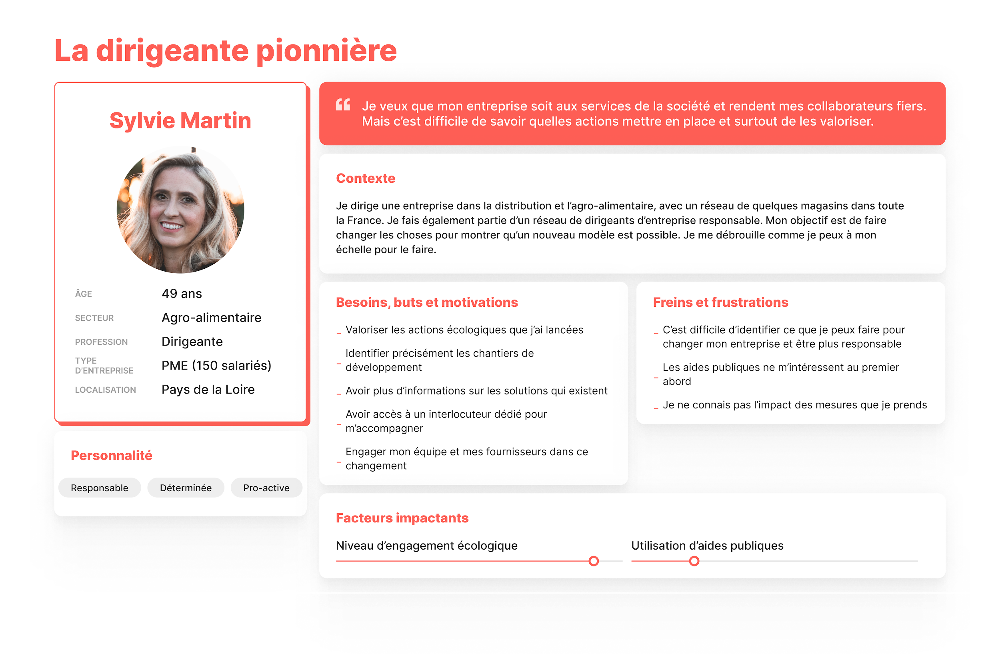 La dirigeante pionnière
Sylvie Martin
ÂGE 49 ans
SECTEUR Agro-alimentaire
PROFESSION Dirigeante
TYPE
D’ENTREPRISE PME (150 salariés)
LOCALISATION Pays de la Loire
Personnalité
Responsable Déterminée Pro-active
“ Je veux que mon entreprise soit aux services de la société et rendent mes collaborateurs fiers.
Mais c’est difficile de savoir quelles actions mettre en place et surtout de les valoriser.
Contexte
Je dirige une entreprise dans la distribution et l’agro-alimentaire, avec un réseau de quelques magasins dans toute
la France. Je fais également partie d’un réseau de dirigeants d’entreprise responsable. Mon objectif est de faire
changer les choses pour montrer qu’un nouveau modèle est possible. Je me débrouille comme je peux à mon
échelle pour le faire.
Besoins, buts et motivations
– Valoriser les actions écologiques que j’ai lancées
– Identifier précisément les chantiers de
développement
– Avoir plus d’informations sur les solutions qui existent
– Avoir accès à un interlocuteur dédié pour
m’accompagner
– Engager mon équipe et mes fournisseurs dans ce
changement
Freins et frustrations
– C’est difficile d’identifier ce que je peux faire pour
changer mon entreprise et être plus responsable
– Les aides publiques ne m’intéressent au premier
abord
– Je ne connais pas l’impact des mesures que je prends
Facteurs impactants
Niveau d’engagement écologique
Utilisation d’aides publiques